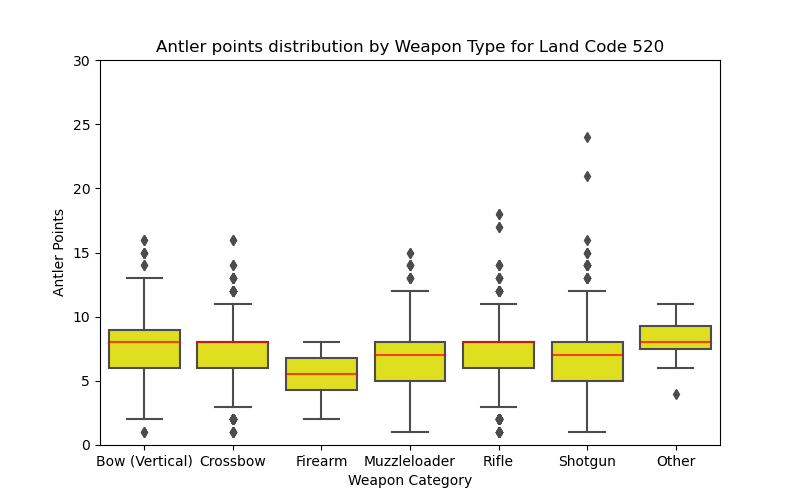 Antler points distribution by Weapon Type for Land Code 520
30
25
20
15
10
5
0
Antler Points
Bow (Vertical) Crossbow Firearm Muzzleloader Rifle Shotgun Other
Weapon Category